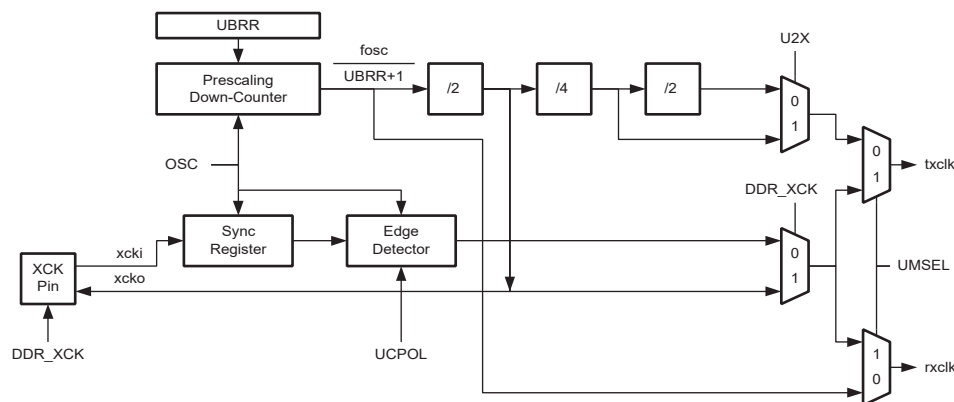 UBRR
fosc
UBRR+1
U2X
Prescaling
Down-Counter
/2
/4
/2
0
1
OSC
0
1
txclk
DDR_XCK
xcki
Sync
Register
Edge
Detector
0
1
UMSEL
XCK
Pin
xcko
DDR_XCK
UCPOL
1
0
rxclk